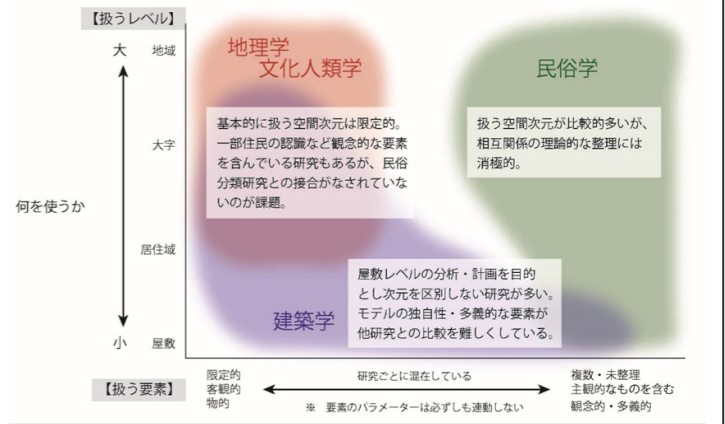 【扱うレベル】
大
地域
地理学
文化人類学
民俗学
基本的に扱う空間次元は限定的。
一部住民の認識など観念的な要素
を含んでいる研究もあるが、民俗
分類研究との接合がなされていな
いのが課題。
扱う空間次元が比較的多いが、
相互関係の理論的な整理には
消極的。
大字
何を使うか
居住域
屋敷レベルの分析・計画を目的
とし次元を区別しない研究が多い。
モデルの独自性・多義的な要素が
他研究との比較を難しくしている。
建築学
小
屋敷
【扱う要素】
限定的
客観的
物的
研究ごとに混在している
※ 要素のパラメーターは必ずしも連動しない
複数・未整理
主観的なものを含む
観念的・多義的